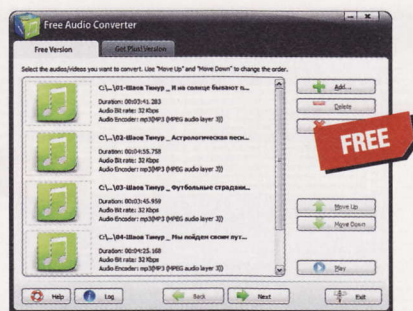 Free Audio Converter
Free Version
Get Plus! Version
Select the audios/videos you want to convert. Use "Move Up" and "Move Down" to change the order.
C:\...\01-Шаов Тимур _ И на солнце бывают п...
Duration: 00:03:41.283
Audio Bit rate: 32 Kbps
Audio Encoder: mp3(MP3 (MPEG audio layer 3))
C:\...\02-Шаов Тимур _ Астрологическая песн...
Duration: 00:04:55.758
Audio Bit rate: 32 Kbps
Audio Encoder: mp3(MP3 (MPEG audio layer 3))
C:\...\03-Шаов Тимур _ Футбольные страдани...
Duration: 00:03:45.959
Audio Bit rate: 32 Kbps
Audio Encoder: mp3(MP3 (MPEG audio layer 3))
C:\...\04-Шаов Тимур _ Мы пойдем своим пут...
Duration: 00:04:25.168
Audio Bit rate: 32 Kbps
Audio Encoder: mp3(MP3 (MPEG audio layer 3))
Add...
Delete
FREE
Move Up
Move Down
Play
Help
Log
Back
Next
Exit